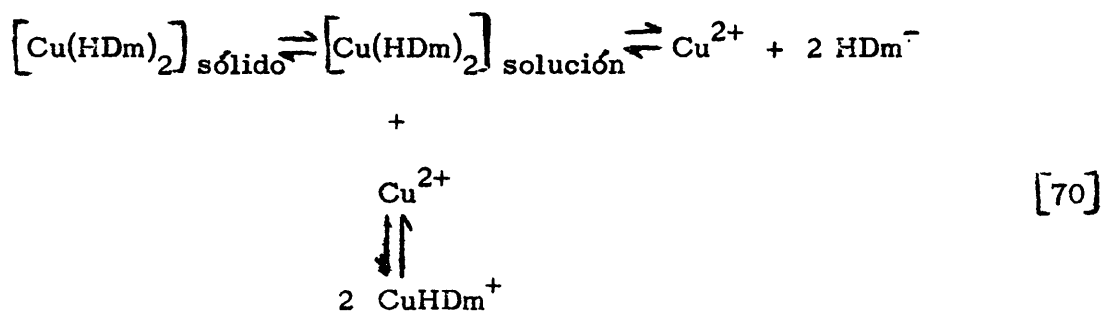 [Cu(HDm)₂] sólido ⇌ [Cu(HDm)₂] solución ⇌ Cu²⁺ + 2 HDm⁻
+
Cu²⁺
[70]
⇅
2 CuHDm⁺